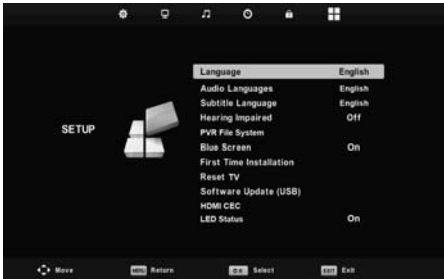 SETUP
Language English
Audio Languages English
Subtitle Language English
Hearing Impaired Off
PVR File System
Blue Screen On
First Time Installation
Reset TV
Software Update (USB)
HDMI CEC
LED Status On
Move MENU Return OK Select EXIT Exit